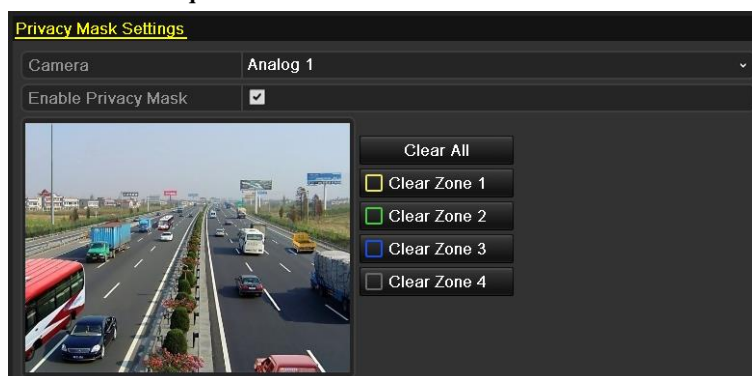 Privacy Mask Settings
Camera Analog 1
Enable Privacy Mask
Clear All
Clear Zone 1
Clear Zone 2
Clear Zone 3
Clear Zone 4